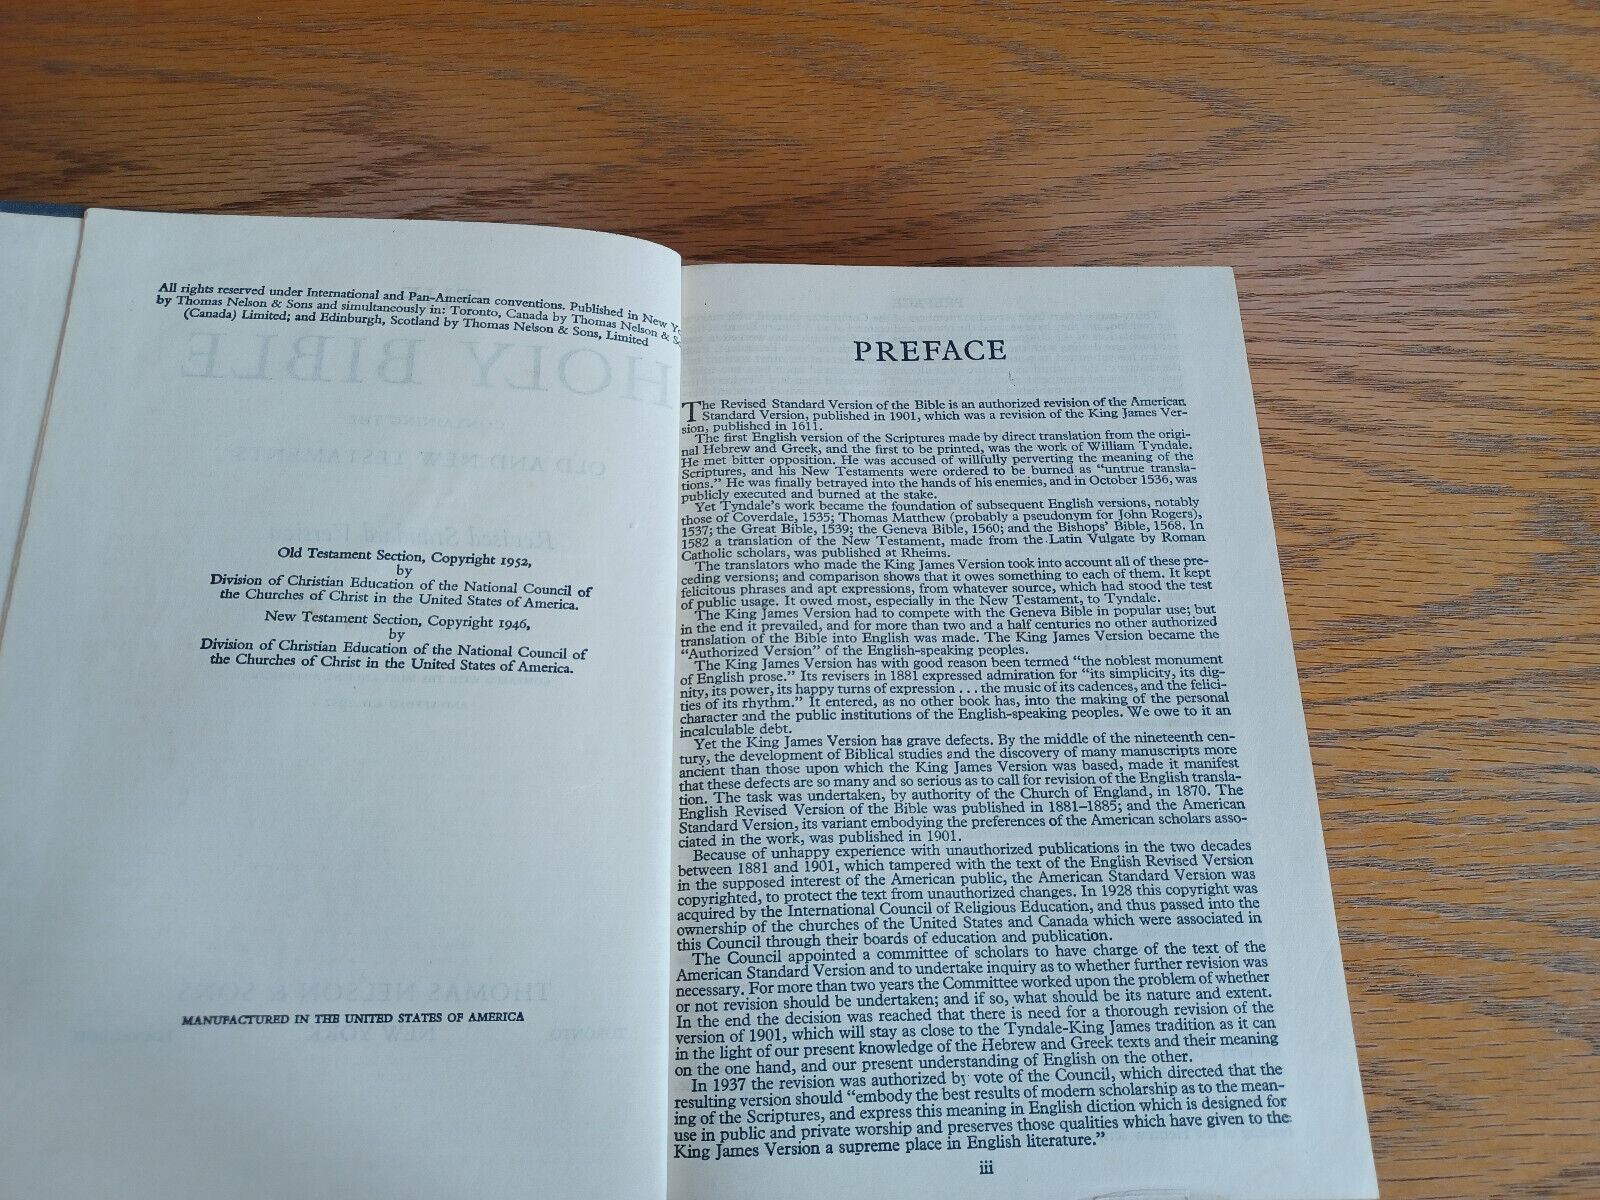 All rights reserved under International and Pan-American conventions. Published in New
by Thomas Nelson & Sons and simultaneously in: Toronto, Canada by Thomas Nelson &
(Canada) Limited; and Edinburgh, Scotland by Thomas Nelson & Sons, Limited
HOLY BIBLE
OLD AND NEW TESTAMENTS
Revised Standard Version
Old Testament Section, Copyright 1952,
by
Division of Christian Education of the National Council of
the Churches of Christ in the United States of America.
New Testament Section, Copyright 1946,
by
Division of Christian Education of the National Council of
the Churches of Christ in the United States of America.
THOMAS NELSON & SONS
MANUFACTURED IN THE UNITED STATES OF AMERICA
TORONTO NEW YORK EDINBURGH
PREFACE
The Revised Standard Version of the Bible is an authorized revision of the American
Standard Version, published in 1901, which was a revision of the King James Ver-
sion, published in 1611.
The first English version of the Scriptures made by direct translation from the origi-
nal Hebrew and Greek, and the first to be printed, was the work of William Tyndale.
He met bitter opposition. He was accused of willfully perverting the meaning of the
Scriptures, and his New Testaments were ordered to be burned as "untrue transla-
tions." He was finally betrayed into the hands of his enemies, and in October 1536, was
publicly executed and burned at the stake.
Yet Tyndale's work became the foundation of subsequent English versions, notably
those of Coverdale, 1535; Thomas Matthew (probably a pseudonym for John Rogers),
1537; the Great Bible, 1539; the Geneva Bible, 1560; and the Bishops' Bible, 1568. In
1582 a translation of the New Testament, made from the Latin Vulgate by Roman
Catholic scholars, was published at Rheims.
The translators who made the King James Version took into account all of these pre-
ceding versions; and comparison shows that it owes something to each of them. It kept
felicitous phrases and apt expressions, from whatever source, which had stood the test
of public usage. It owed most, especially in the New Testament, to Tyndale.
The King James Version had to compete with the Geneva Bible in popular use; but
in the end it prevailed, and for more than two and a half centuries no other authorized
translation of the Bible into English was made. The King James Version became the
"Authorized Version" of the English-speaking peoples.
The King James Version has with good reason been termed "the noblest monument
of English prose." Its revisers in 1881 expressed admiration for "its simplicity, its dig-
nity, its power, its happy turns of expression . . . the music of its cadences, and the felici-
ties of its rhythm." It entered, as no other book has, into the making of the personal
character and the public institutions of the English-speaking peoples. We owe to it an
incalculable debt.
Yet the King James Version has grave defects. By the middle of the nineteenth cen-
tury, the development of Biblical studies and the discovery of many manuscripts more
ancient than those upon which the King James Version was based, made it manifest
that these defects are so many and so serious as to call for revision of the English transla-
tion. The task was undertaken, by authority of the Church of England, in 1870. The
English Revised Version of the Bible was published in 1881-1885; and the American
Standard Version, its variant embodying the preferences of the American scholars asso-
ciated in the work, was published in 1901.
Because of unhappy experience with unauthorized publications in the two decades
between 1881 and 1901, which tampered with the text of the English Revised Version
in the supposed interest of the American public, the American Standard Version was
copyrighted, to protect the text from unauthorized changes. In 1928 this copyright was
acquired by the International Council of Religious Education, and thus passed into the
ownership of the churches of the United States and Canada which were associated in
this Council through their boards of education and publication.
The Council appointed a committee of scholars to have charge of the text of the
American Standard Version and to undertake inquiry as to whether further revision was
necessary. For more than two years the Committee worked upon the problem of whether
or not revision should be undertaken; and if so, what should be its nature and extent.
In the end the decision was reached that there is need for a thorough revision of the
version of 1901, which will stay as close to the Tyndale-King James tradition as it can
in the light of our present knowledge of the Hebrew and Greek texts and their meaning
on the one hand, and our present understanding of English on the other.
In 1937 the revision was authorized by vote of the Council, which directed that the
resulting version should "embody the best results of modern scholarship as to the mean-
ing of the Scriptures, and express this meaning in English diction which is designed for
use in public and private worship and preserves those qualities which have given to the
King James Version a supreme place in English literature."
iii